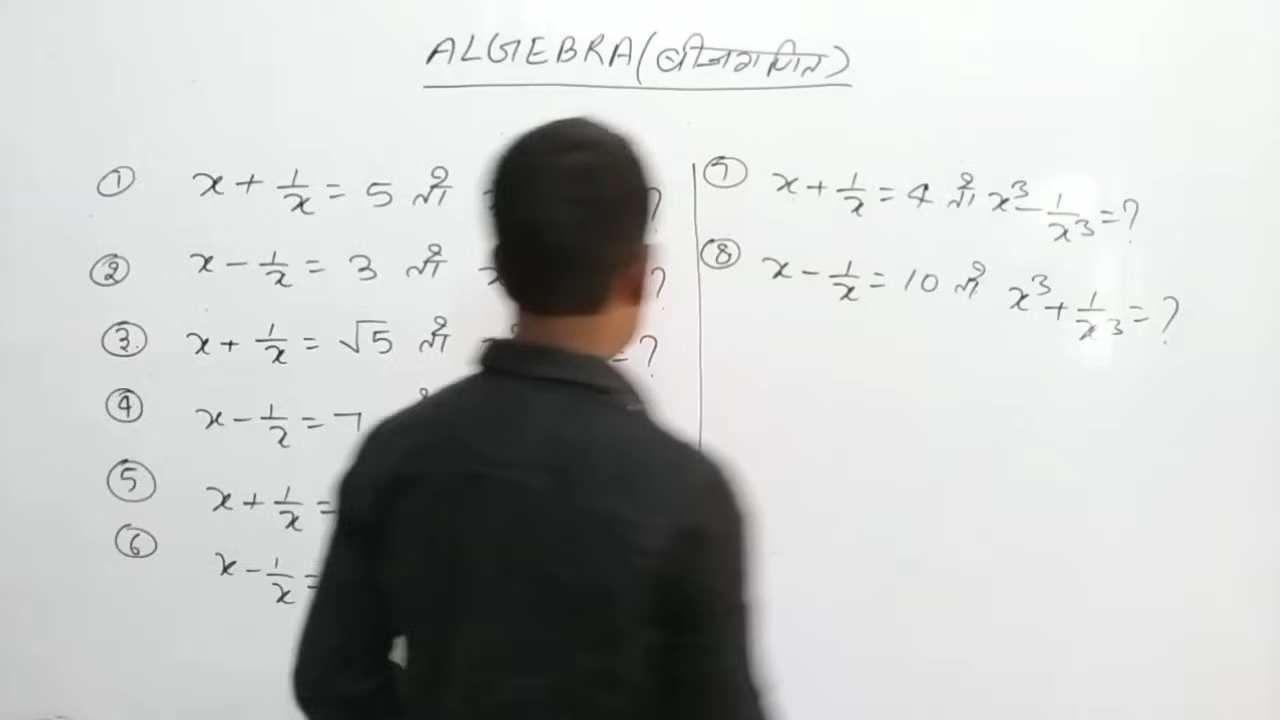 ALGEBRA (बीजगणित)
① x + 1/x = 5 तो ?
② x - 1/x = 3 तो ?
③ x + 1/x = √5 तो = ?
④ x - 1/x = 7
⑤ x + 1/x =
⑥ x - 1/x =
⑦ x + 1/x = 4 तो x³ - 1/x³ = ?
⑧ x - 1/x = 10 तो x³ + 1/x³ = ?